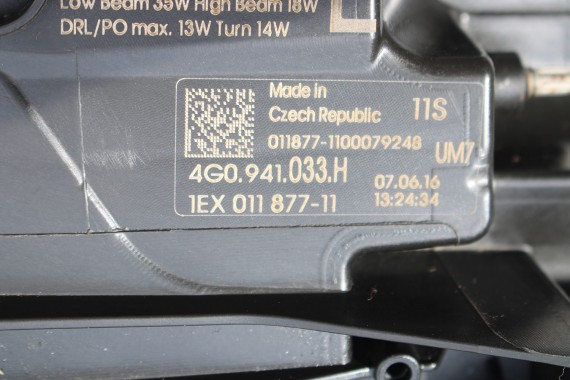 Low Beam 35W High Beam 18W
DRL/PO max. 13W Turn 14W
Made in
Czech Republic 11S
011877-1100079248
UM7
4G0.941.033.H
07.06.16
1EX 011 877-11
13:24:34